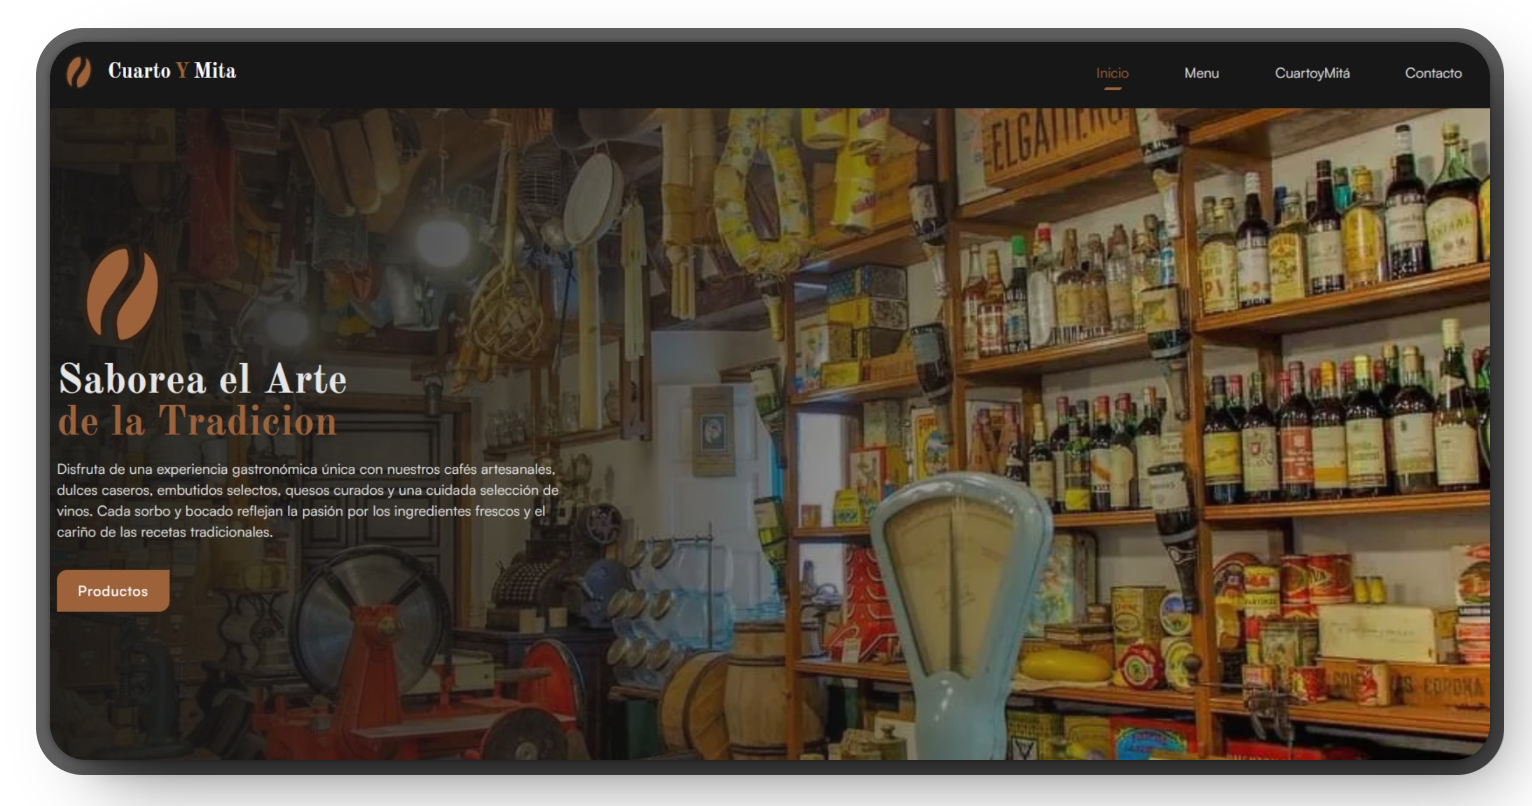 Cuarto Y Mita
Inicio
Menu
CuartoyMitá
Contacto
ELGAITERO
Saborea el Arte
de la Tradicion
Disfruta de una experiencia gastronómica única con nuestros cafés artesanales,
dulces caseros, embutidos selectos, quesos curados y una cuidada selección de
vinos. Cada sorbo y bocado reflejan la pasión por los ingredientes frescos y el
cariño de las recetas tradicionales.
Productos
CORONA